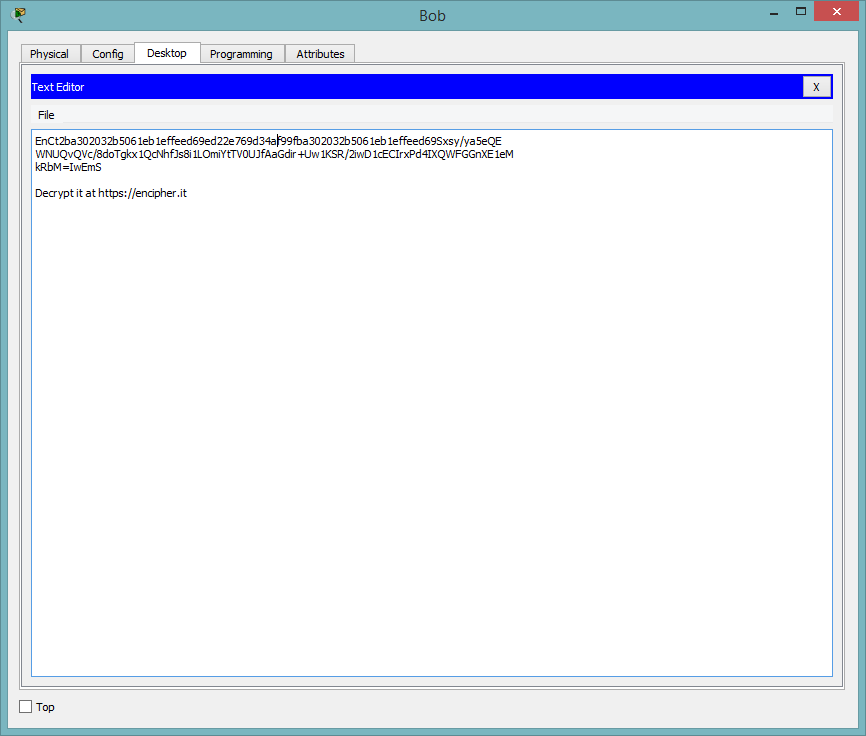 Bob
Physical Config Desktop Programming Attributes
Text Editor X
File
EnCt2ba302032b5061eb1effeed69ed22e769d34af99fba302032b5061eb1effeed69Sxsy/ya5eQE
WNUQvQVc/8doTgkx1QcNhfJs8i1LOmiYtTV0UJfAaGdir+Uw1KSR/2iwD1cECIrxPd4IXQWFGGnXE1eM
kRbM=IwEmS
Decrypt it at https://encipher.it
Top